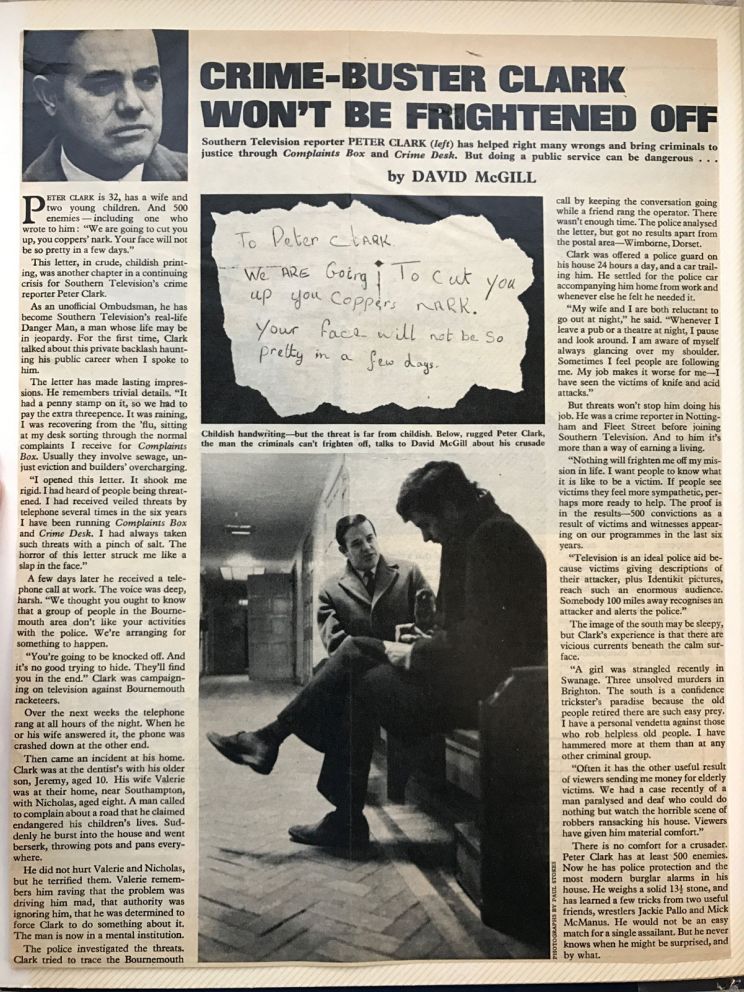 CRIME-BUSTER CLARK
WON'T BE FRIGHTENED OFF
Southern Television reporter PETER CLARK (left) has helped right many wrongs and bring criminals to
justice through Complaints Box and Crime Desk. But doing a public service can be dangerous . . .
by DAVID McGILL
PETER CLARK is 32, has a wife and
two young children. And 500
enemies — including one who
wrote to him: "We are going to cut you
up, you coppers' nark. Your face will not
be so pretty in a few days."
This letter, in crude, childish print-
ing, was another chapter in a continuing
crisis for Southern Television's crime
reporter Peter Clark.
As an unofficial Ombudsman, he has
become Southern Television's real-life
Danger Man, a man whose life may be
in jeopardy. For the first time, Clark
talked about this private backlash haunt-
ing his public career when I spoke to
him.
The letter has made lasting impres-
sions. He remembers trivial details. "It
had a penny stamp on it, so we had to
pay the extra threepence. It was raining,
I was recovering from the 'flu, sitting
at my desk sorting through the normal
complaints I receive for Complaints
Box. Usually they involve sewage, un-
just eviction and builders' overcharging.
"I opened this letter. It shook me
rigid. I had heard of people being threat-
ened. I had received veiled threats by
telephone several times in the six years
I have been running Complaints Box
and Crime Desk. I had always taken
such threats with a pinch of salt. The
horror of this letter struck me like a
slap in the face."
A few days later he received a tele-
phone call at work. The voice was deep,
harsh. "We thought you ought to know
that a group of people in the Bourne-
mouth area don't like your activities
with the police. We're arranging for
something to happen.
"You're going to be knocked off. And
it's no good trying to hide. They'll find
you in the end." Clark was campaign-
ing on television against Bournemouth
racketeers.
Over the next weeks the telephone
rang at all hours of the night. When he
or his wife answered it, the phone was
crashed down at the other end.
Then came an incident at his home.
Clark was at the dentist's with his older
son, Jeremy, aged 10. His wife Valerie
was at their home, near Southampton,
with Nicholas, aged eight. A man called
to complain about a road that he claimed
endangered his children's lives. Sud-
denly he burst into the house and went
berserk, throwing pots and pans every-
where.
He did not hurt Valerie and Nicholas,
but he terrified them. Valerie remem-
bers him raving that the problem was
driving him mad, that authority was
ignoring him, that he was determined to
force Clark to do something about it.
The man is now in a mental institution.
The police investigated the threats.
Clark tried to trace the Bournemouth
To Peter CLARK.
We ARE Going To Cut you
up you Coppers NARK.
Your Face will not be So
pretty in a few days.
Childish handwriting—but the threat is far from childish. Below, rugged Peter Clark,
the man the criminals can't frighten off, talks to David McGill about his crusade
PHOTOGRAPHS BY PAUL STOKES
call by keeping the conversation going
while a friend rang the operator. There
wasn't enough time. The police analysed
the letter, but got no results apart from
the postal area—Wimborne, Dorset.
Clark was offered a police guard on
his house 24 hours a day, and a car trail-
ing him. He settled for the police car
accompanying him home from work and
whenever else he felt he needed it.
"My wife and I are both reluctant to
go out at night," he said. "Whenever I
leave a pub or a theatre at night, I pause
and look around. I am aware of myself
always glancing over my shoulder.
Sometimes I feel people are following
me. My job makes it worse for me—I
have seen the victims of knife and acid
attacks."
But threats won't stop him doing his
job. He was a crime reporter in Notting-
ham and Fleet Street before joining
Southern Television. And to him it's
more than a way of earning a living.
"Nothing will frighten me off my mis-
sion in life. I want people to know what
it is like to be a victim. If people see
victims they feel more sympathetic, per-
haps more ready to help. The proof is
in the results—500 convictions as a
result of victims and witnesses appear-
ing on our programmes in the last six
years.
"Television is an ideal police aid be-
cause victims giving descriptions of
their attacker, plus Identikit pictures,
reach such an enormous audience.
Somebody 100 miles away recognises an
attacker and alerts the police."
The image of the south may be sleepy,
but Clark's experience is that there are
vicious currents beneath the calm sur-
face.
"A girl was strangled recently in
Swanage. Three unsolved murders in
Brighton. The south is a confidence
trickster's paradise because the old
people retired there are such easy prey.
I have a personal vendetta against those
who rob helpless old people. I have
hammered more at them than at any
other criminal group.
"Often it has the other useful result
of viewers sending me money for elderly
victims. We had a case recently of a
man paralysed and deaf who could do
nothing but watch the horrible scene of
robbers ransacking his house. Viewers
have given him material comfort."
There is no comfort for a crusader.
Peter Clark has at least 500 enemies.
Now he has police protection and the
most modern burglar alarms in his
house. He weighs a solid 13½ stone, and
has learned a few tricks from two useful
friends, wrestlers Jackie Pallo and Mick
McManus. He would not be an easy
match for a single assailant. But he never
knows when he might be surprised, and
by what.